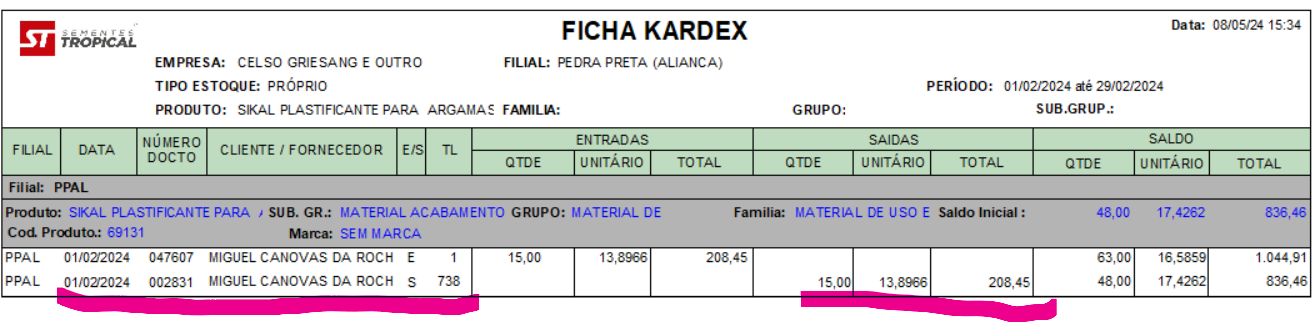 ST SEMENTES TROPICAL
FICHA KARDEX
Data: 08/05/24 15:34
EMPRESA: CELSO GRIESANG E OUTRO FILIAL: PEDRA PRETA (ALIANCA)
TIPO ESTOQUE: PRÓPRIO PERÍODO: 01/02/2024 até 29/02/2024
PRODUTO: SIKAL PLASTIFICANTE PARA ARGAMAS FAMILIA: GRUPO: SUB.GRUP.:
FILIAL DATA NÚMERO DOCTO CLIENTE / FORNECEDOR E/S TL ENTRADAS SAIDAS SALDO
QTDE UNITÁRIO TOTAL QTDE UNITÁRIO TOTAL QTDE UNITÁRIO TOTAL
Filial: PPAL
Produto: SIKAL PLASTIFICANTE PARA SUB. GR.: MATERIAL ACABAMENTO GRUPO: MATERIAL DE Familia: MATERIAL DE USO E Saldo Inicial : 48,00 17,4262 836,46
Cod. Produto.: 69131 Marca: SEM MARCA
PPAL 01/02/2024 047607 MIGUEL CANOVAS DA ROCH E 1 15,00 13,8966 208,45 63,00 16,5859 1.044,91
PPAL 01/02/2024 002831 MIGUEL CANOVAS DA ROCH S 738 15,00 13,8966 208,45 48,00 17,4262 836,46